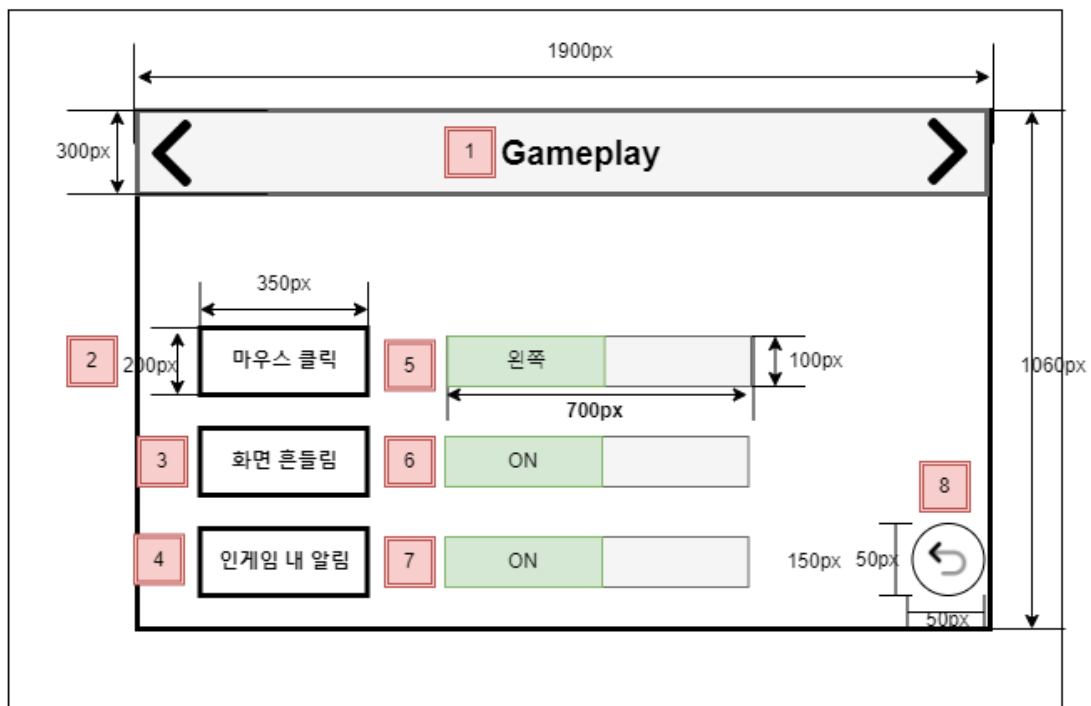 1900px
300px
1 Gameplay
350px
2
200px
마우스 클릭
5
왼쪽
100px
1060px
700px
3
화면 흔들림
6
ON
8
4
인게임 내 알림
7
ON
150px
50px
50px